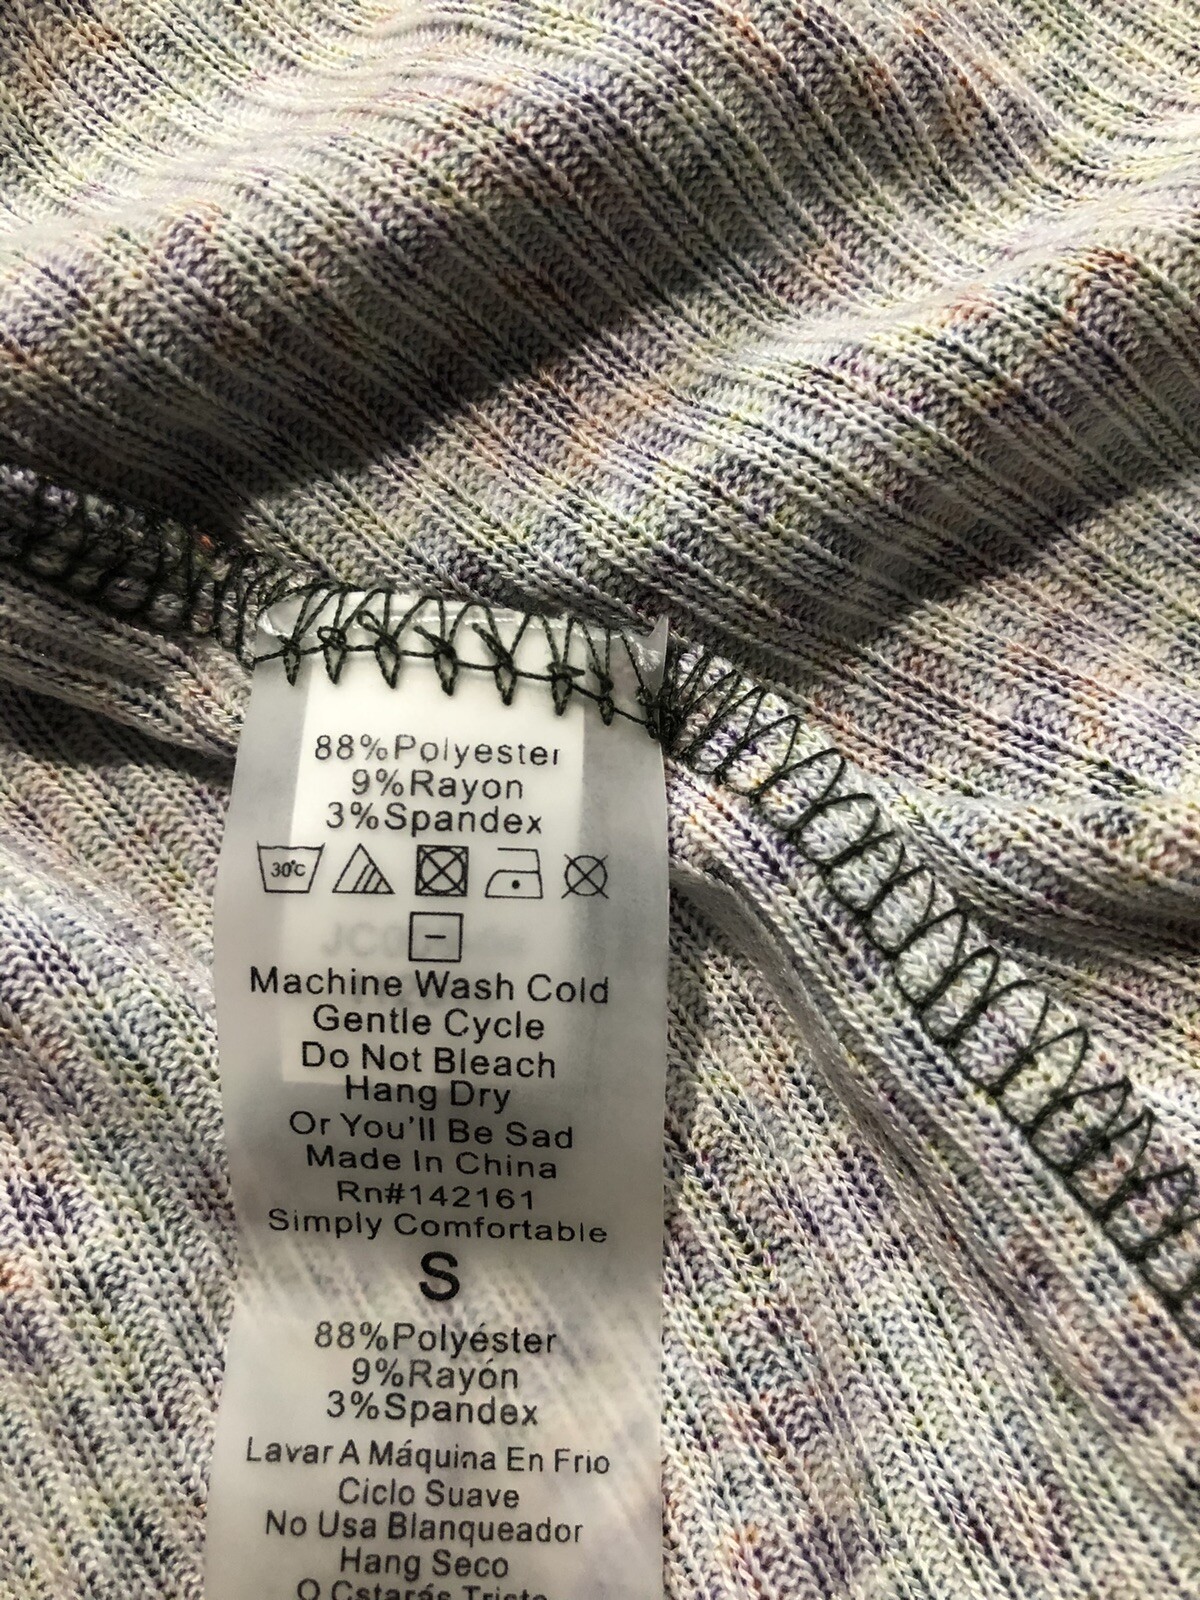 88%Polyester
9%Rayon
3%Spandex
30°C
Machine Wash Cold
Gentle Cycle
Do Not Bleach
Hang Dry
Or You'll Be Sad
Made In China
Rn#142161
Simply Comfortable
S
88%Polyéster
9%Rayón
3%Spandex
Lavar A Máquina En Frio
Ciclo Suave
No Usa Blanqueador
Hang Seco
O Cstarás Triste